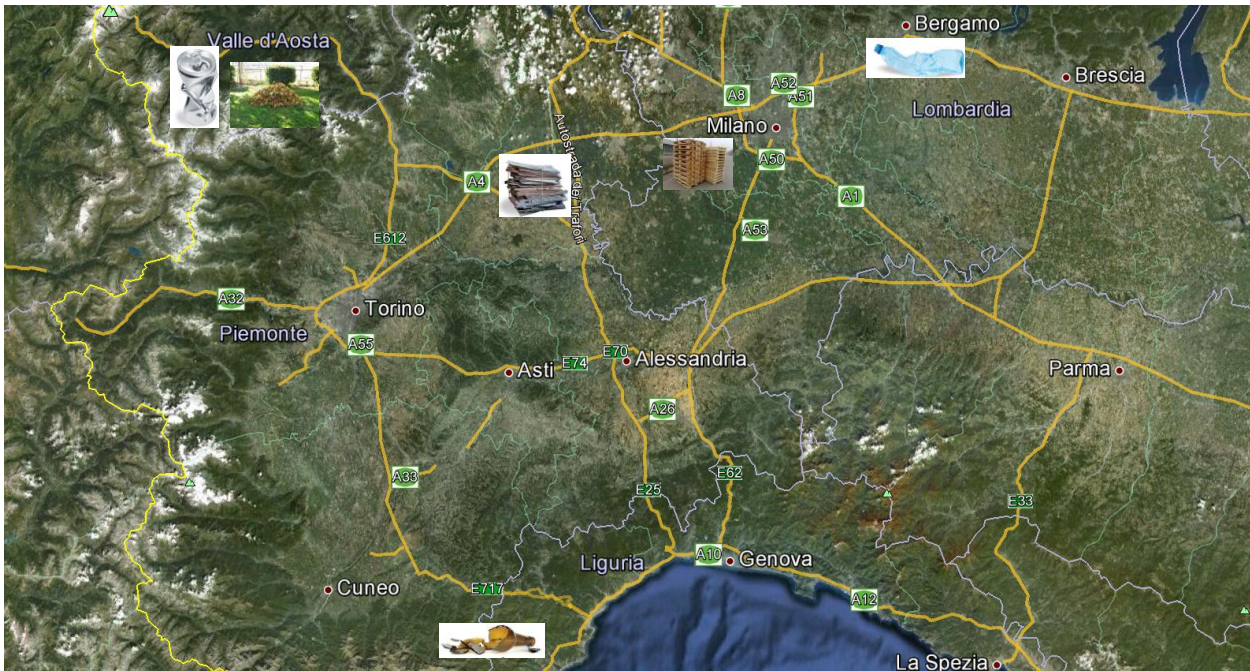 Bergamo
Valle d'Aosta
Brescia
A52
A8
A51
Lombardia
Milano
Autostrada dei Trafori
A50
A4
A1
A53
E612
A32
Torino
Piemonte
A55
E70
Alessandria
E74
Asti
Parma
A26
A33
E62
E25
E33
A10
Genova
Liguria
Cuneo
E717
A12
La Spezia